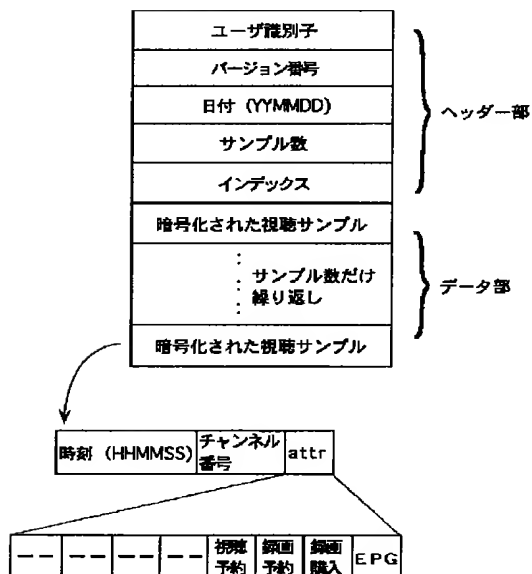 ユーザ識別子
バージョン番号
日付 (YYMMDD)
サンプル数
インデックス
ヘッダー部
暗号化された視聴サンプル
サンプル数だけ
繰り返し
暗号化された視聴サンプル
データ部
時刻 (HHMMSS)
チャンネル
番号
attr
視聴
予約
録画
予約
録画
購入
EPG